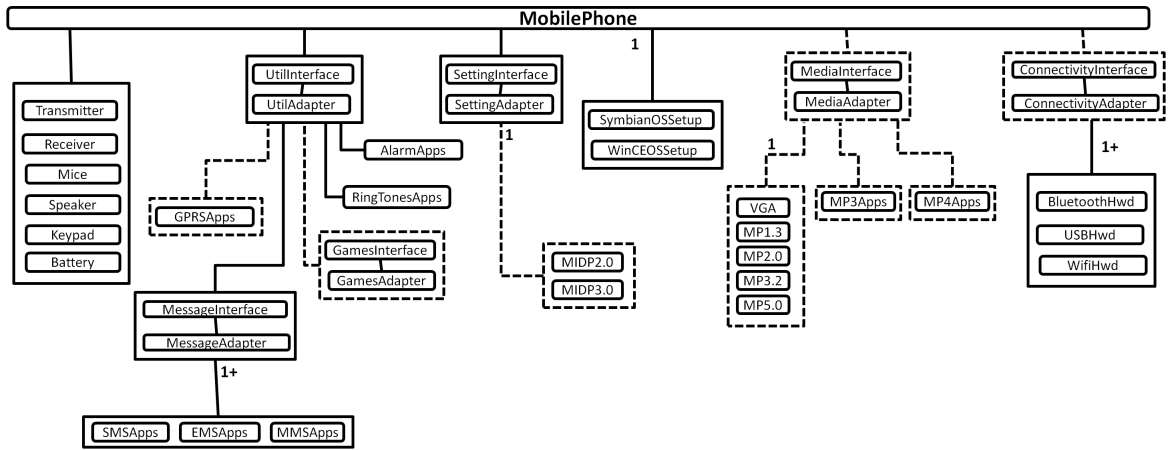 MobilePhone
1
UtilInterface
UtilAdapter
SettingInterface
SettingAdapter
MediaInterface
MediaAdapter
ConnectivityInterface
ConnectivityAdapter
Transmitter
Receiver
Mice
Speaker
Keypad
Battery
SymbianOSSetup
WinCEOSSetup
1
1
1+
AlarmApps
RingTonesApps
GPRSApps
GamesInterface
GamesAdapter
MIDP2.0
MIDP3.0
VGA
MP1.3
MP2.0
MP3.2
MP5.0
MP3Apps
MP4Apps
BluetoothHwd
USBHwd
WifiHwd
MessageInterface
MessageAdapter
1+
SMSApps
EMSApps
MMSApps